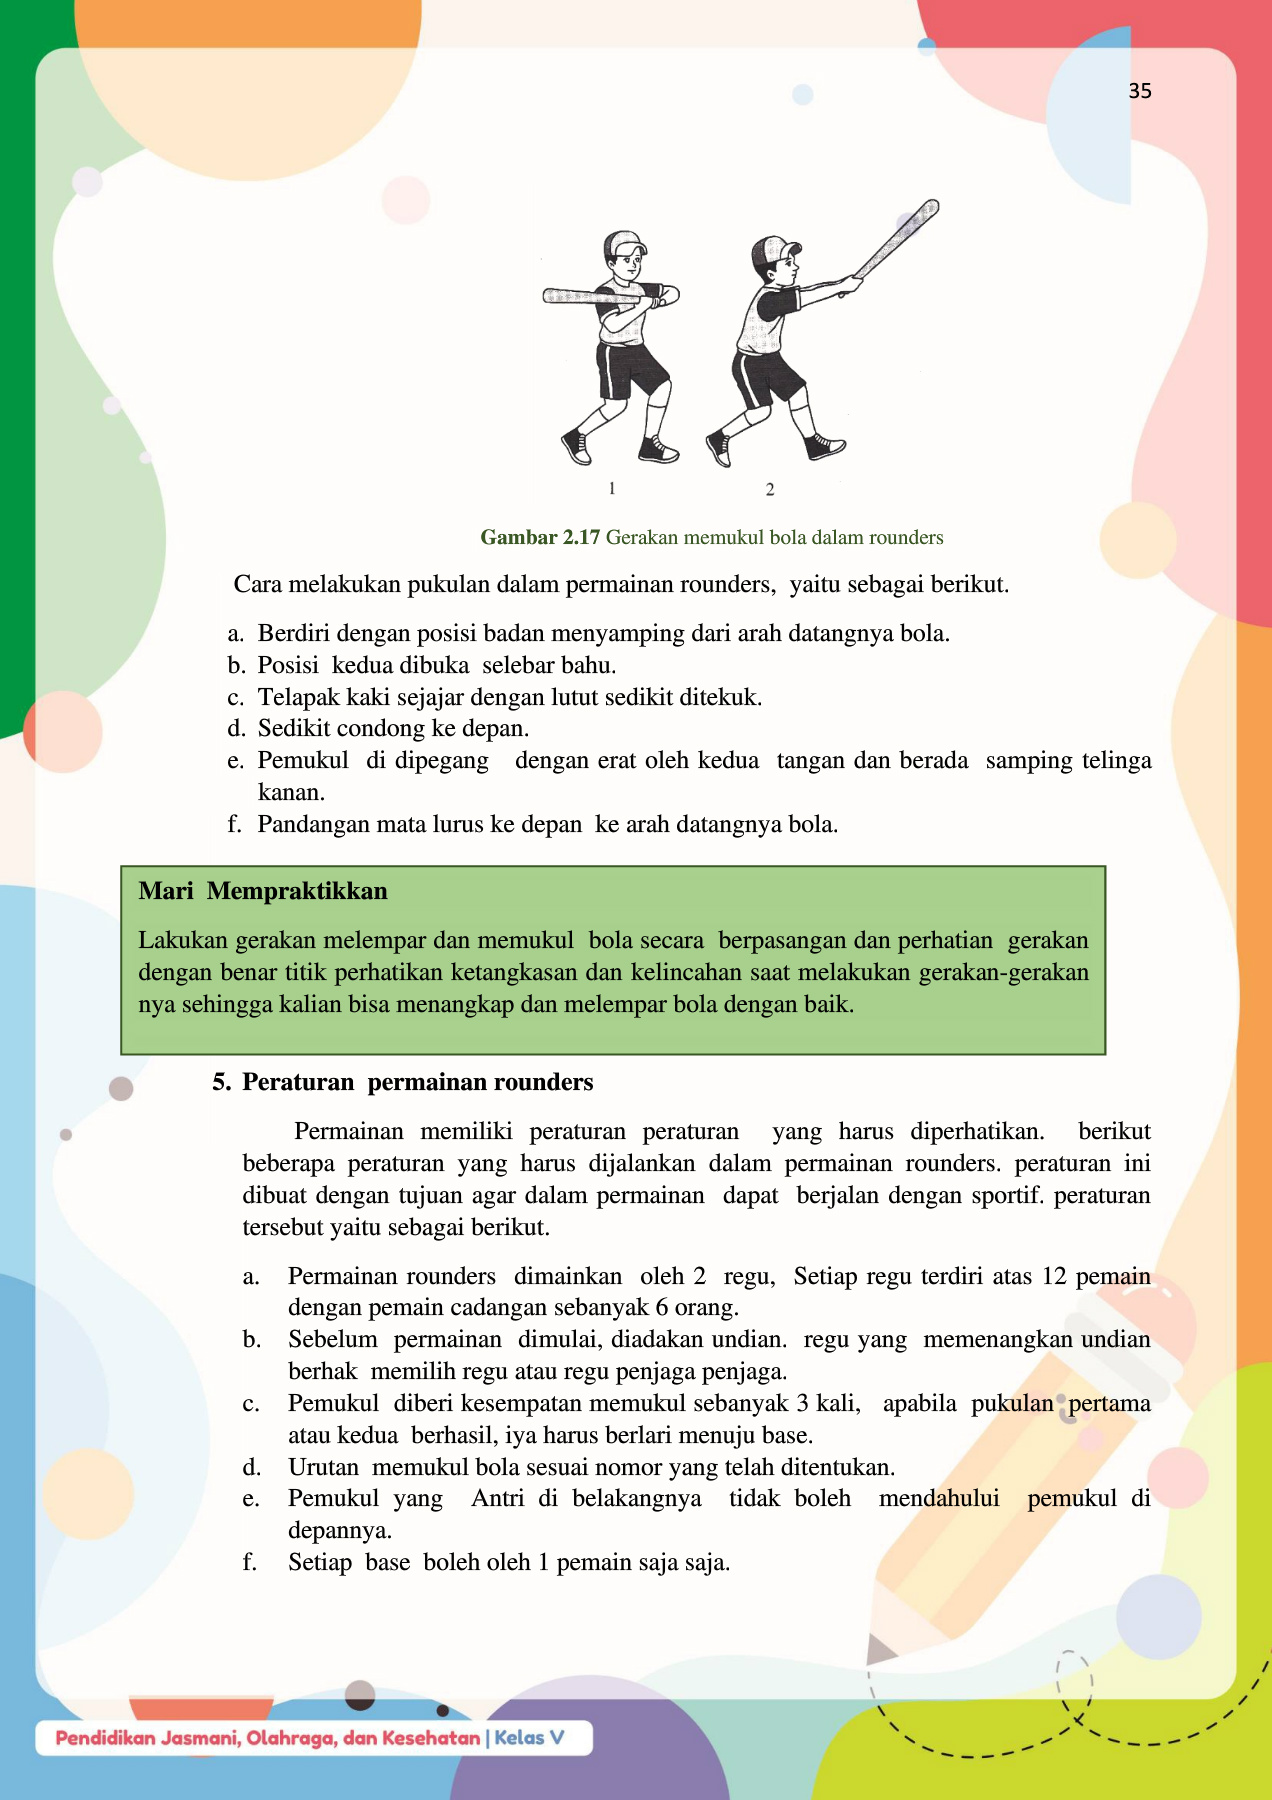 35
1
2
Gambar 2.17 Gerakan memukul bola dalam rounders
Cara melakukan pukulan dalam permainan rounders, yaitu sebagai berikut.
a. Berdiri dengan posisi badan menyamping dari arah datangnya bola.
b. Posisi kedua dibuka selebar bahu.
c. Telapak kaki sejajar dengan lutut sedikit ditekuk.
d. Sedikit condong ke depan.
e. Pemukul di dipegang dengan erat oleh kedua tangan dan berada samping telinga
kanan.
f. Pandangan mata lurus ke depan ke arah datangnya bola.
Mari Mempraktikkan
Lakukan gerakan melempar dan memukul bola secara berpasangan dan perhatian gerakan
dengan benar titik perhatikan ketangkasan dan kelincahan saat melakukan gerakan-gerakan
nya sehingga kalian bisa menangkap dan melempar bola dengan baik.
5. Peraturan permainan rounders
Permainan memiliki peraturan peraturan yang harus diperhatikan. berikut
beberapa peraturan yang harus dijalankan dalam permainan rounders. peraturan ini
dibuat dengan tujuan agar dalam permainan dapat berjalan dengan sportif. peraturan
tersebut yaitu sebagai berikut.
a. Permainan rounders dimainkan oleh 2 regu, Setiap regu terdiri atas 12 pemain
dengan pemain cadangan sebanyak 6 orang.
b. Sebelum permainan dimulai, diadakan undian. regu yang memenangkan undian
berhak memilih regu atau regu penjaga penjaga.
c. Pemukul diberi kesempatan memukul sebanyak 3 kali, apabila pukulan pertama
atau kedua berhasil, iya harus berlari menuju base.
d. Urutan memukul bola sesuai nomor yang telah ditentukan.
e. Pemukul yang Antri di belakangnya tidak boleh mendahului pemukul di
depannya.
f. Setiap base boleh oleh 1 pemain saja saja.
Pendidikan Jasmani, Olahraga, dan Kesehatan | Kelas V